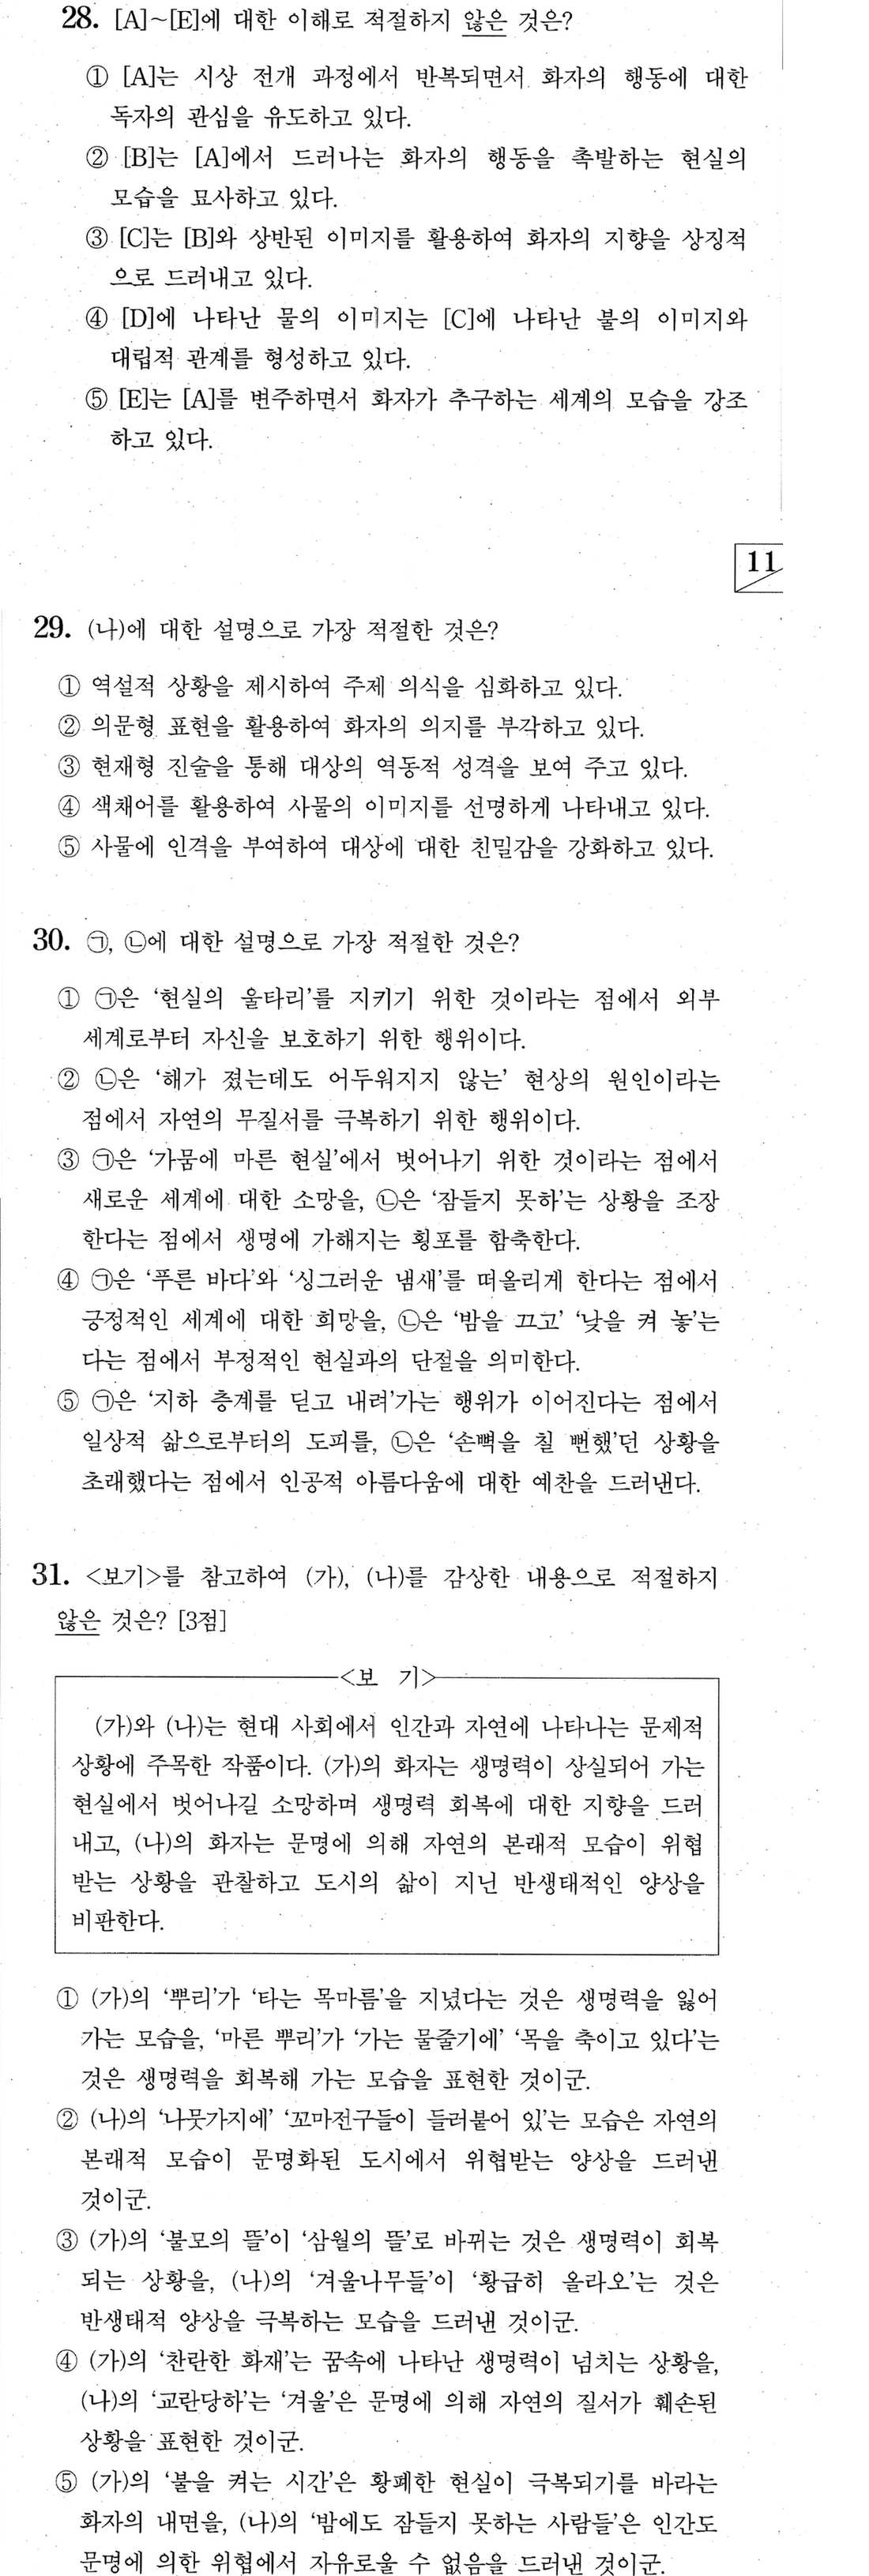 28. [A]~[E]에 대한 이해로 적절하지 않은 것은?
① [A]는 시상 전개 과정에서 반복되면서 화자의 행동에 대한
독자의 관심을 유도하고 있다.
② [B]는 [A]에서 드러나는 화자의 행동을 촉발하는 현실의
모습을 묘사하고 있다.
③ [C]는 [B]와 상반된 이미지를 활용하여 화자의 지향을 상징적
으로 드러내고 있다.
④ [D]에 나타난 물의 이미지는 [C]에 나타난 불의 이미지와
대립적 관계를 형성하고 있다.
⑤ [E]는 [A]를 변주하면서 화자가 추구하는 세계의 모습을 강조
하고 있다.
11
29. (나)에 대한 설명으로 가장 적절한 것은?
① 역설적 상황을 제시하여 주제 의식을 심화하고 있다.
② 의문형 표현을 활용하여 화자의 의지를 부각하고 있다.
③ 현재형 진술을 통해 대상의 역동적 성격을 보여 주고 있다.
④ 색채어를 활용하여 사물의 이미지를 선명하게 나타내고 있다.
⑤ 사물에 인격을 부여하여 대상에 대한 친밀감을 강화하고 있다.
30. ㉠, ㉡에 대한 설명으로 가장 적절한 것은?
① ㉠은 ‘현실의 울타리’를 지키기 위한 것이라는 점에서 외부
세계로부터 자신을 보호하기 위한 행위이다.
② ㉡은 ‘해가 졌는데도 어두워지지 않는’ 현상의 원인이라는
점에서 자연의 무질서를 극복하기 위한 행위이다.
③ ㉠은 ‘가뭄에 마른 현실’에서 벗어나기 위한 것이라는 점에서
새로운 세계에 대한 소망을, ㉡은 ‘잠들지 못하’는 상황을 조장
한다는 점에서 생명에 가해지는 횡포를 함축한다.
④ ㉠은 ‘푸른 바다’와 ‘싱그러운 냄새’를 떠올리게 한다는 점에서
긍정적인 세계에 대한 희망을, ㉡은 ‘밤을 끄고’ ‘낮을 켜 놓’는
다는 점에서 부정적인 현실과의 단절을 의미한다.
⑤ ㉠은 ‘지하 층계를 딛고 내려’가는 행위가 이어진다는 점에서
일상적 삶으로부터의 도피를, ㉡은 ‘손뼉을 칠 뻔했’던 상황을
초래했다는 점에서 인공적 아름다움에 대한 예찬을 드러낸다.
31. <보기>를 참고하여 (가), (나)를 감상한 내용으로 적절하지
않은 것은? [3점]
<보 기>
(가)와 (나)는 현대 사회에서 인간과 자연에 나타나는 문제적
상황에 주목한 작품이다. (가)의 화자는 생명력이 상실되어 가는
현실에서 벗어나길 소망하며 생명력 회복에 대한 지향을 드러
내고, (나)의 화자는 문명에 의해 자연의 본래적 모습이 위협
받는 상황을 관찰하고 도시의 삶이 지닌 반생태적인 양상을
비판한다.
① (가)의 ‘뿌리’가 ‘타는 목마름’을 지녔다는 것은 생명력을 잃어
가는 모습을, ‘마른 뿌리’가 ‘가는 물줄기에’ ‘목을 축이고 있다’는
것은 생명력을 회복해 가는 모습을 표현한 것이군.
② (나)의 ‘나뭇가지에’ ‘꼬마전구들이 들러붙어 있’는 모습은 자연의
본래적 모습이 문명화된 도시에서 위협받는 양상을 드러낸
것이군.
③ (가)의 ‘불모의 뜰’이 ‘삼월의 뜰’로 바뀌는 것은 생명력이 회복
되는 상황을, (나)의 ‘겨울나무들’이 ‘황급히 올라오’는 것은
반생태적 양상을 극복하는 모습을 드러낸 것이군.
④ (가)의 ‘찬란한 화재’는 꿈속에 나타난 생명력이 넘치는 상황을,
(나)의 ‘교란당하’는 ‘겨울’은 문명에 의해 자연의 질서가 훼손된
상황을 표현한 것이군.
⑤ (가)의 ‘불을 켜는 시간’은 황폐한 현실이 극복되기를 바라는
화자의 내면을, (나)의 ‘밤에도 잠들지 못하는 사람들’은 인간도
문명에 의한 위협에서 자유로울 수 없음을 드러낸 것이군.